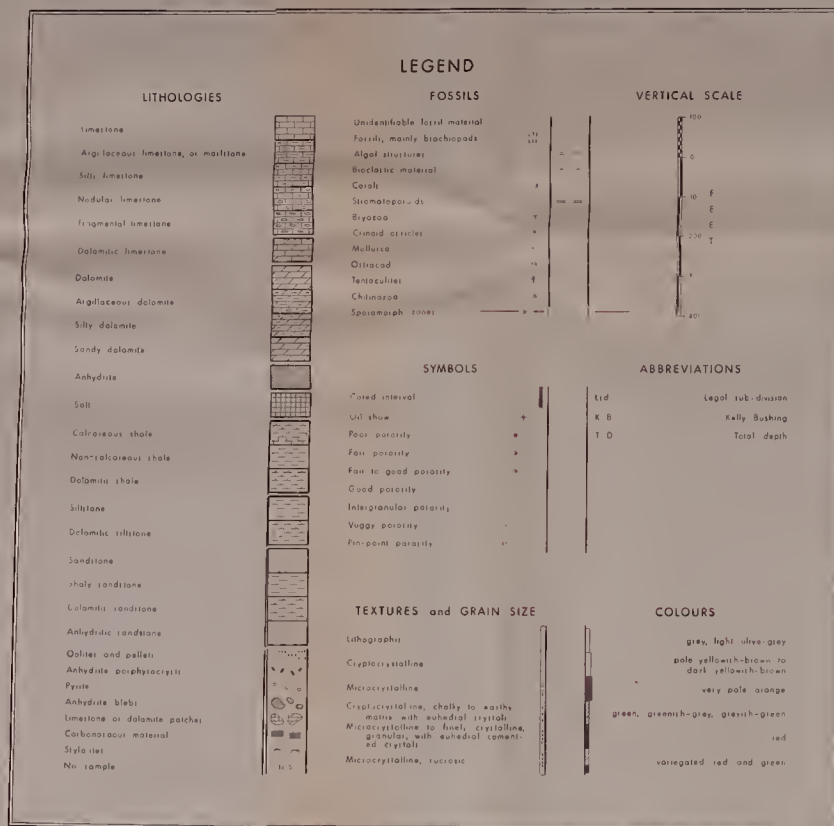 LEGEND
LITHOLOGIES
Limestone
Argillaceous limestone, or marlstone
Silty limestone
Nodular limestone
Fragmental limestone
Dolomitic limestone
Dolomite
Argillaceous dolomite
Silty dolomite
Sandy dolomite
Anhydrite
Salt
Calcareous shale
Non-calcareous shale
Dolomitic shale
Siltstone
Dolomitic siltstone
Sandstone
Shaly sandstone
Dolomitic sandstone
Anhydritic sandstone
Oolites and pellets
Anhydrite porphyrocrysts
Pyrite
Anhydrite blebs
Limestone or dolomite patches
Carbonaceous material
Stylolites
No sample
N S
FOSSILS
Unidentifiable fossil material
Fossils, mainly brachiopods
Algal structures
Bioclastic material
Corals
Stromatoporoids
Bryozoa
Crinoid ossicles
Mollusca
Ostracod
Tentaculites
Chitinozoa
Sporomorph zones
VERTICAL SCALE
100
0
FEET
200
SYMBOLS
Cored interval
Oil show
Poor porosity
Fair porosity
Fair to good porosity
Good porosity
Intergranular porosity
Vuggy porosity
Pin-point porosity
ABBREVIATIONS
Lsd Legal sub-division
K B Kelly Bushing
T D Total depth
TEXTURES and GRAIN SIZE
Lithographic
Cryptocrystalline
Microcrystalline
Cryptocrystalline, chalky to earthy
matrix with euhedral crystals
Microcrystalline to finely crystalline,
granular, with euhedral cement-
ed crystals
Microcrystalline, sucrosic
COLOURS
grey, light olive-grey
pale yellowish-brown to
dark yellowish-brown
very pale orange
green, greenish-grey, greyish-green
red
variegated red and green